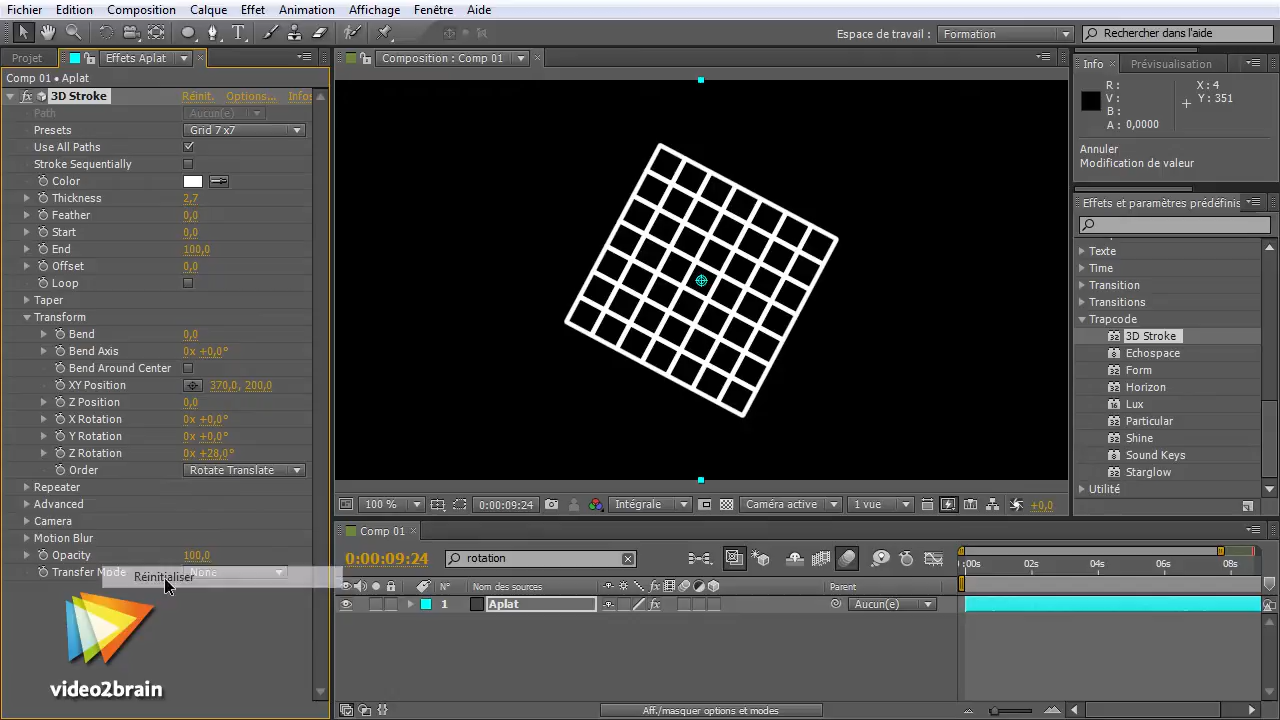 Fichier Edition Composition Calque Effet Animation Affichage Fenêtre Aide
Espace de travail : Formation Rechercher dans l'aide
Projet Effets Aplat Composition : Comp 01 Info Prévisualisation
Comp 01 • Aplat
3D Stroke Réinit. Options... Infos
Path Aucun(e)
Presets Grid 7 x7
Use All Paths
Stroke Sequentially
Color
Thickness 2,7
Feather 0,0
Start 0,0
End 100,0
Offset 0,0
Loop
Taper
Transform
Bend 0,0
Bend Axis 0x +0,0°
Bend Around Center
XY Position 370,0, 200,0
Z Position 0,0
X Rotation 0x +0,0°
Y Rotation 0x +0,0°
Z Rotation 0x +28,0°
Order Rotate Translate
Repeater
Advanced
Camera
Motion Blur
Opacity 100,0
Transfer Mode None
Réinitialiser
video2brain
R : X : 4
V : Y : 351
B :
A : 0,0000
Annuler
Modification de valeur
Effets et paramètres prédéfinis
Texte
Time
Transition
Transitions
Trapcode
3D Stroke
Echospace
Form
Horizon
Lux
Particular
Shine
Sound Keys
Starglow
Utilité
100 % 0:00:09:24 Intégrale Caméra active 1 vue +0,0
Comp 01
0:00:09:24 rotation
N° Nom des sources Parent
1 Aplat Aucun(e)
:00s 02s 04s 06s 08s
Aff./masquer options et modes